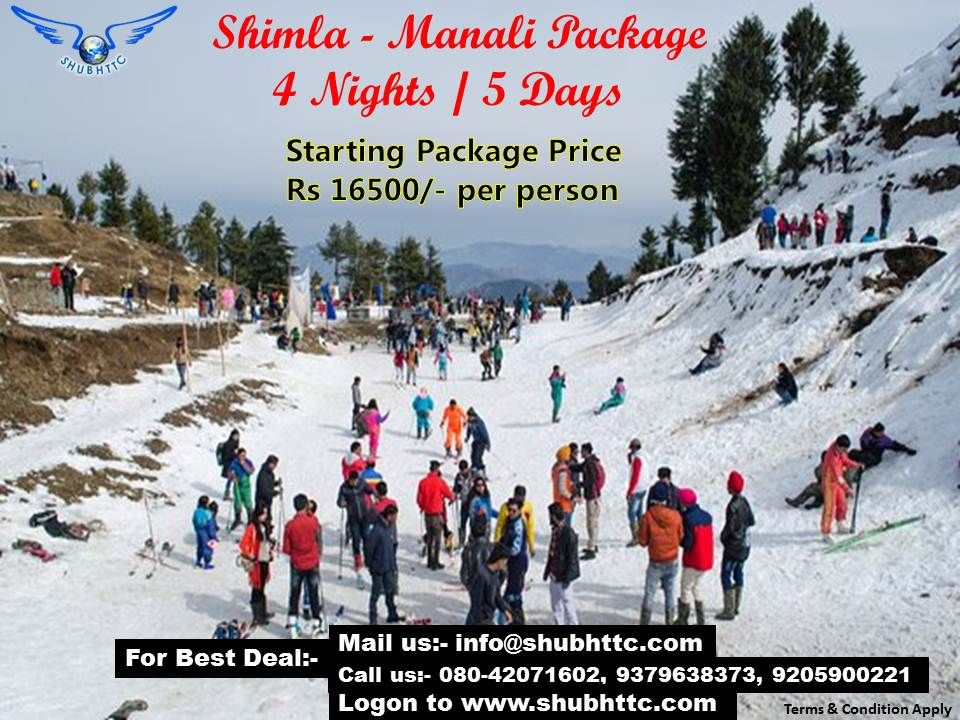 SHUBHTTC
Shimla - Manali Package
4 Nights / 5 Days
Starting Package Price
Rs 16500/- per person
For Best Deal:-
Mail us:- info@shubhttc.com
Call us:- 080-42071602, 9379638373, 9205900221
Logon to www.shubhttc.com
Terms & Condition Apply